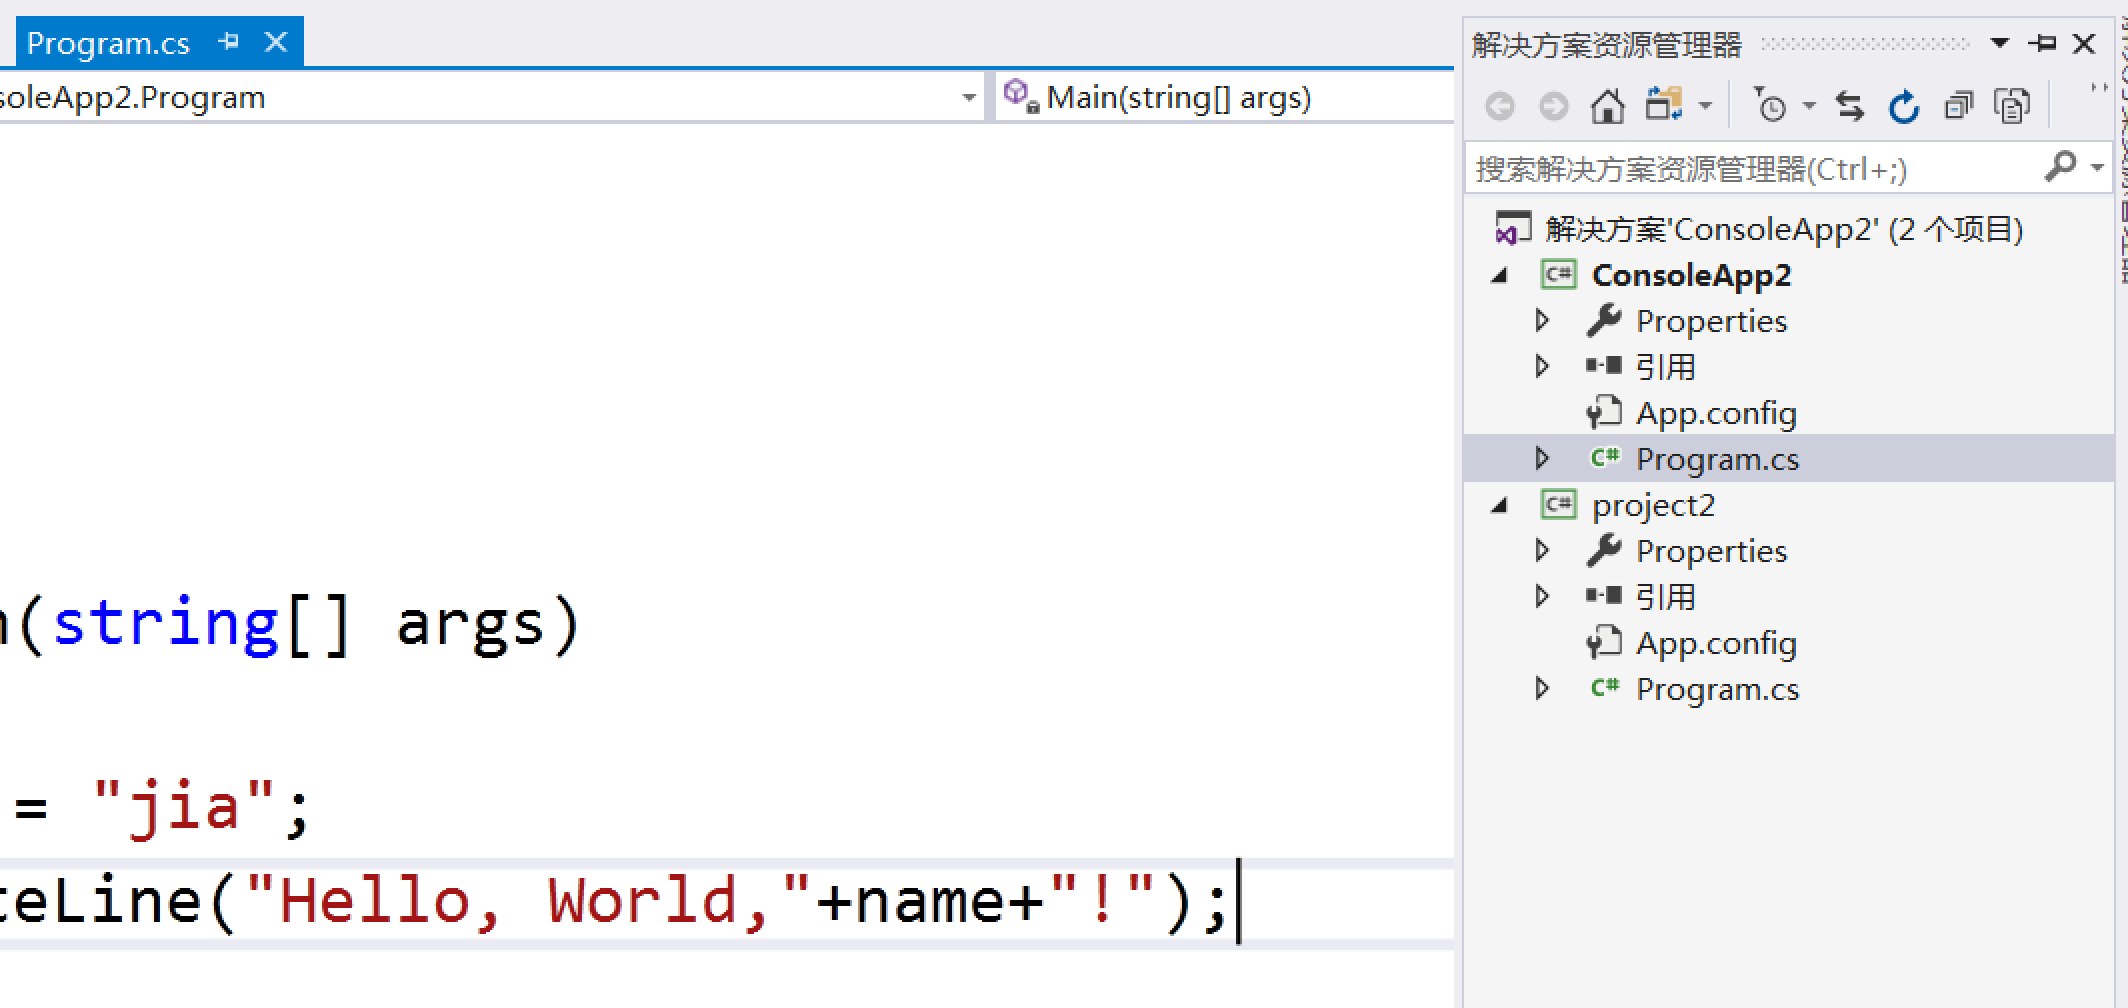 Program.cs
soleApp2.Program
Main(string[] args)
(string[] args)
= "jia";
teLine("Hello, World,"+name+"!");
解决方案资源管理器
搜索解决方案资源管理器(Ctrl+;)
解决方案'ConsoleApp2' (2 个项目)
C# ConsoleApp2
Properties
引用
App.config
C# Program.cs
C# project2
Properties
引用
App.config
C# Program.cs